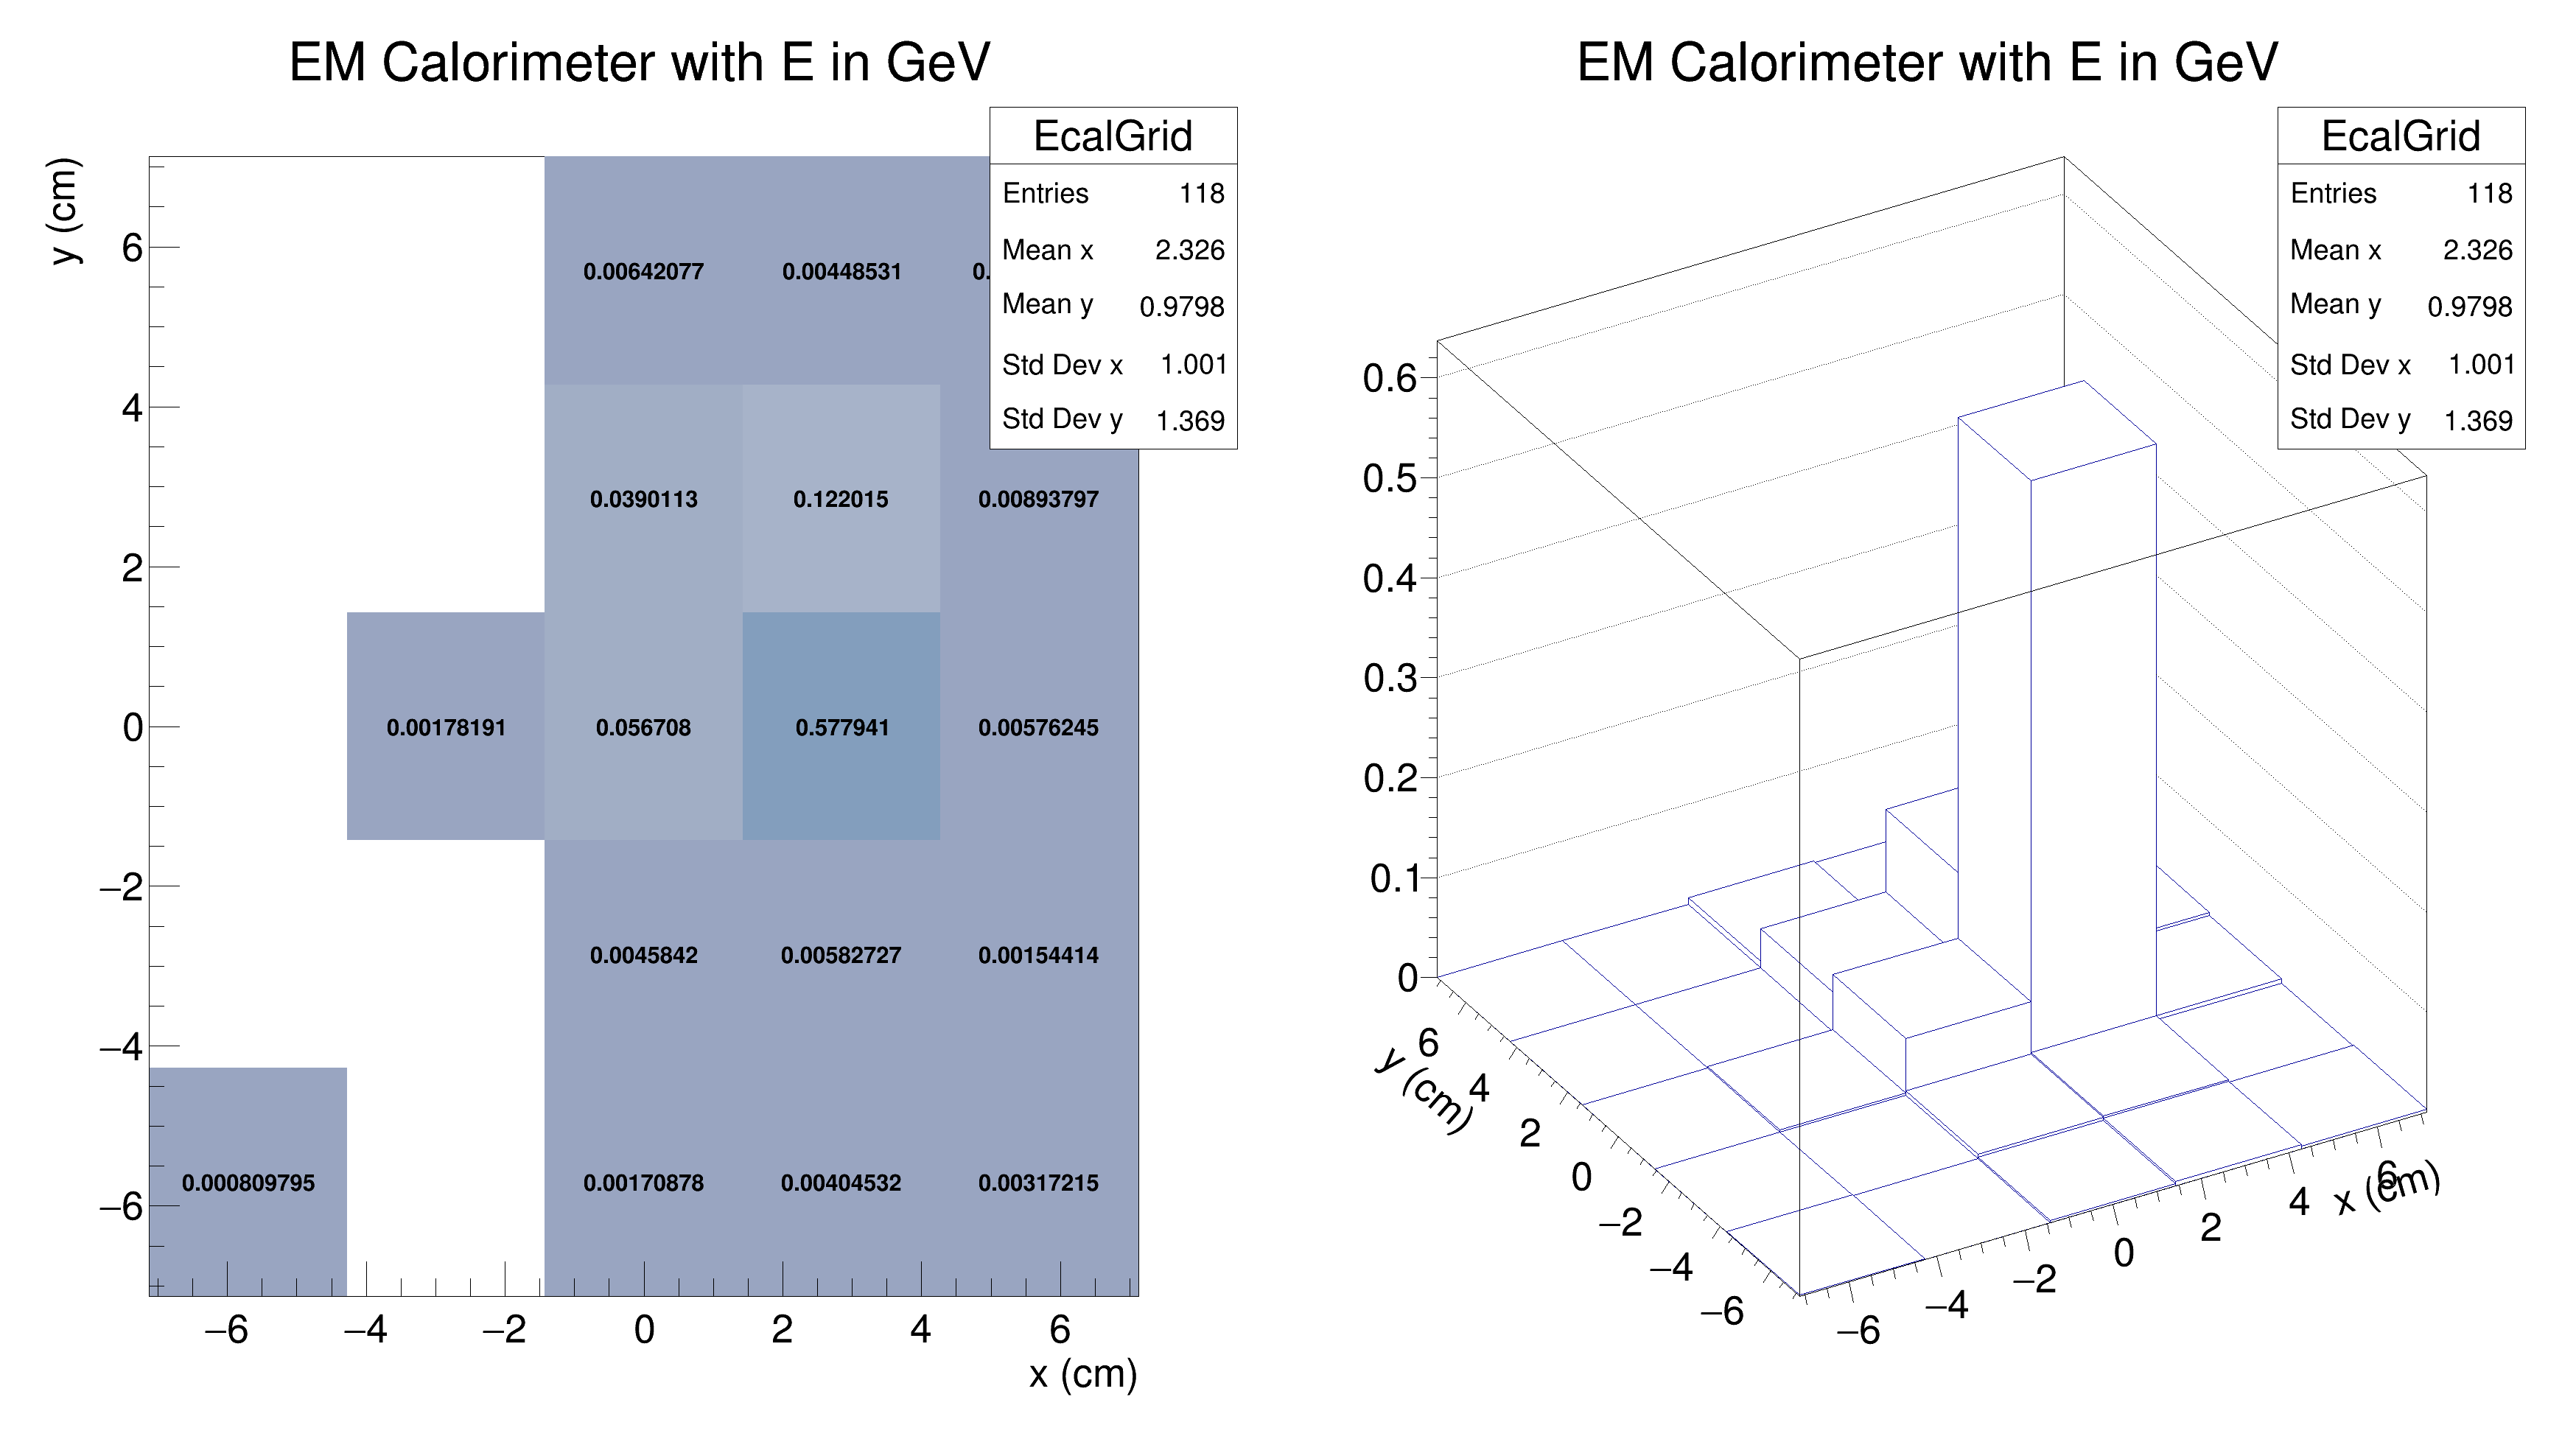 EM Calorimeter with E in GeV
EcalGrid
Entries 118
Mean x 2.326
Mean y 0.9798
Std Dev x 1.001
Std Dev y 1.369
y (cm)
6
4
2
0
−2
−4
−6
0.00642077 0.00448531 0.
0.0390113 0.122015 0.00893797
0.00178191 0.056708 0.577941 0.00576245
0.0045842 0.00582727 0.00154414
0.000809795 0.00170878 0.00404532 0.00317215
−6 −4 −2 0 2 4 6
x (cm)
EM Calorimeter with E in GeV
EcalGrid
Entries 118
Mean x 2.326
Mean y 0.9798
Std Dev x 1.001
Std Dev y 1.369
0.6
0.5
0.4
0.3
0.2
0.1
0
6
4
2
0
−2
−4
−6
y (cm)
−6 −4 −2 0 2 4 6
x (cm)